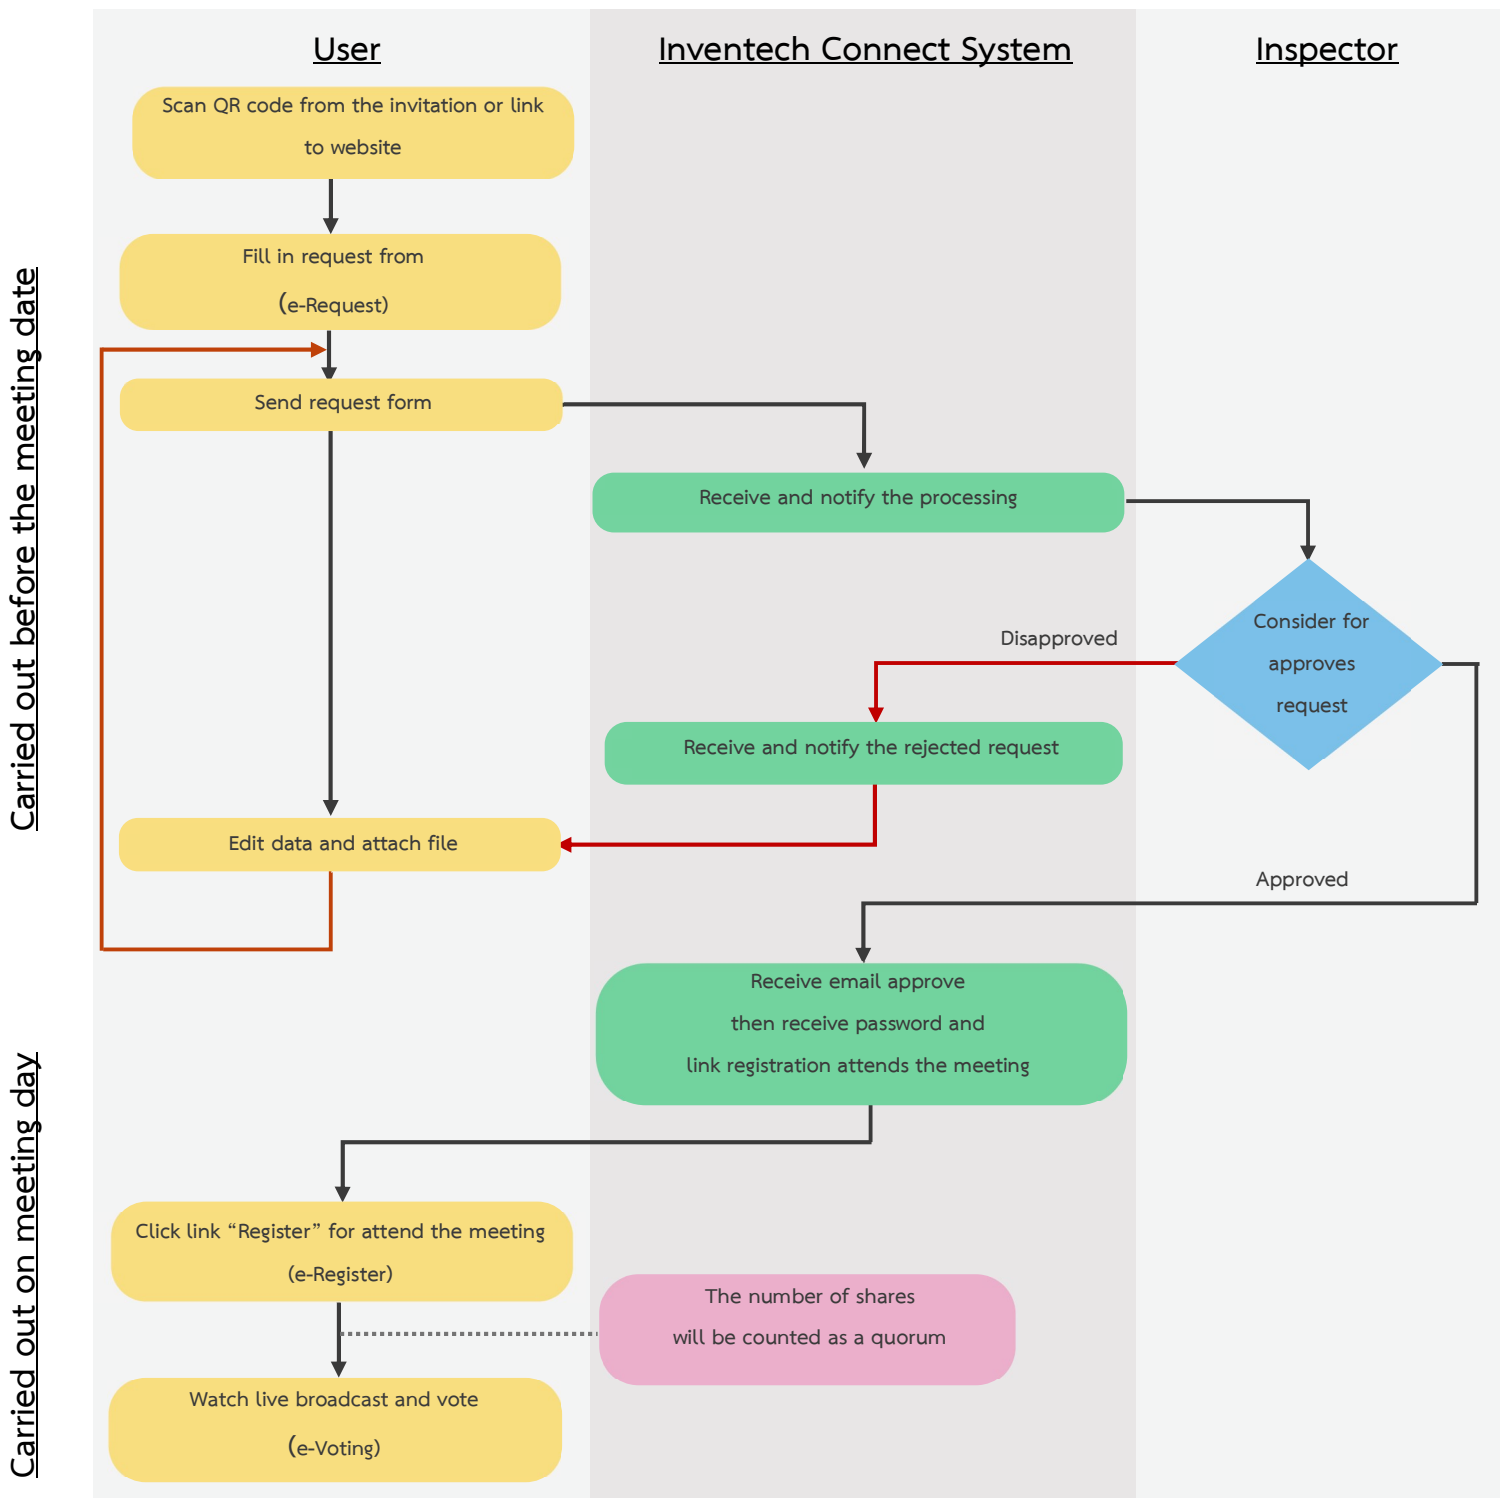 User
Inventech Connect System
Inspector
Carried out before the meeting date
Scan QR code from the invitation or link
to website
Fill in request from
(e-Request)
Send request form
Receive and notify the processing
Consider for
approves
request
Disapproved
Receive and notify the rejected request
Edit data and attach file
Approved
Receive email approve
then receive password and
link registration attends the meeting
Carried out on meeting day
Click link “Register” for attend the meeting
(e-Register)
The number of shares
will be counted as a quorum
Watch live broadcast and vote
(e-Voting)